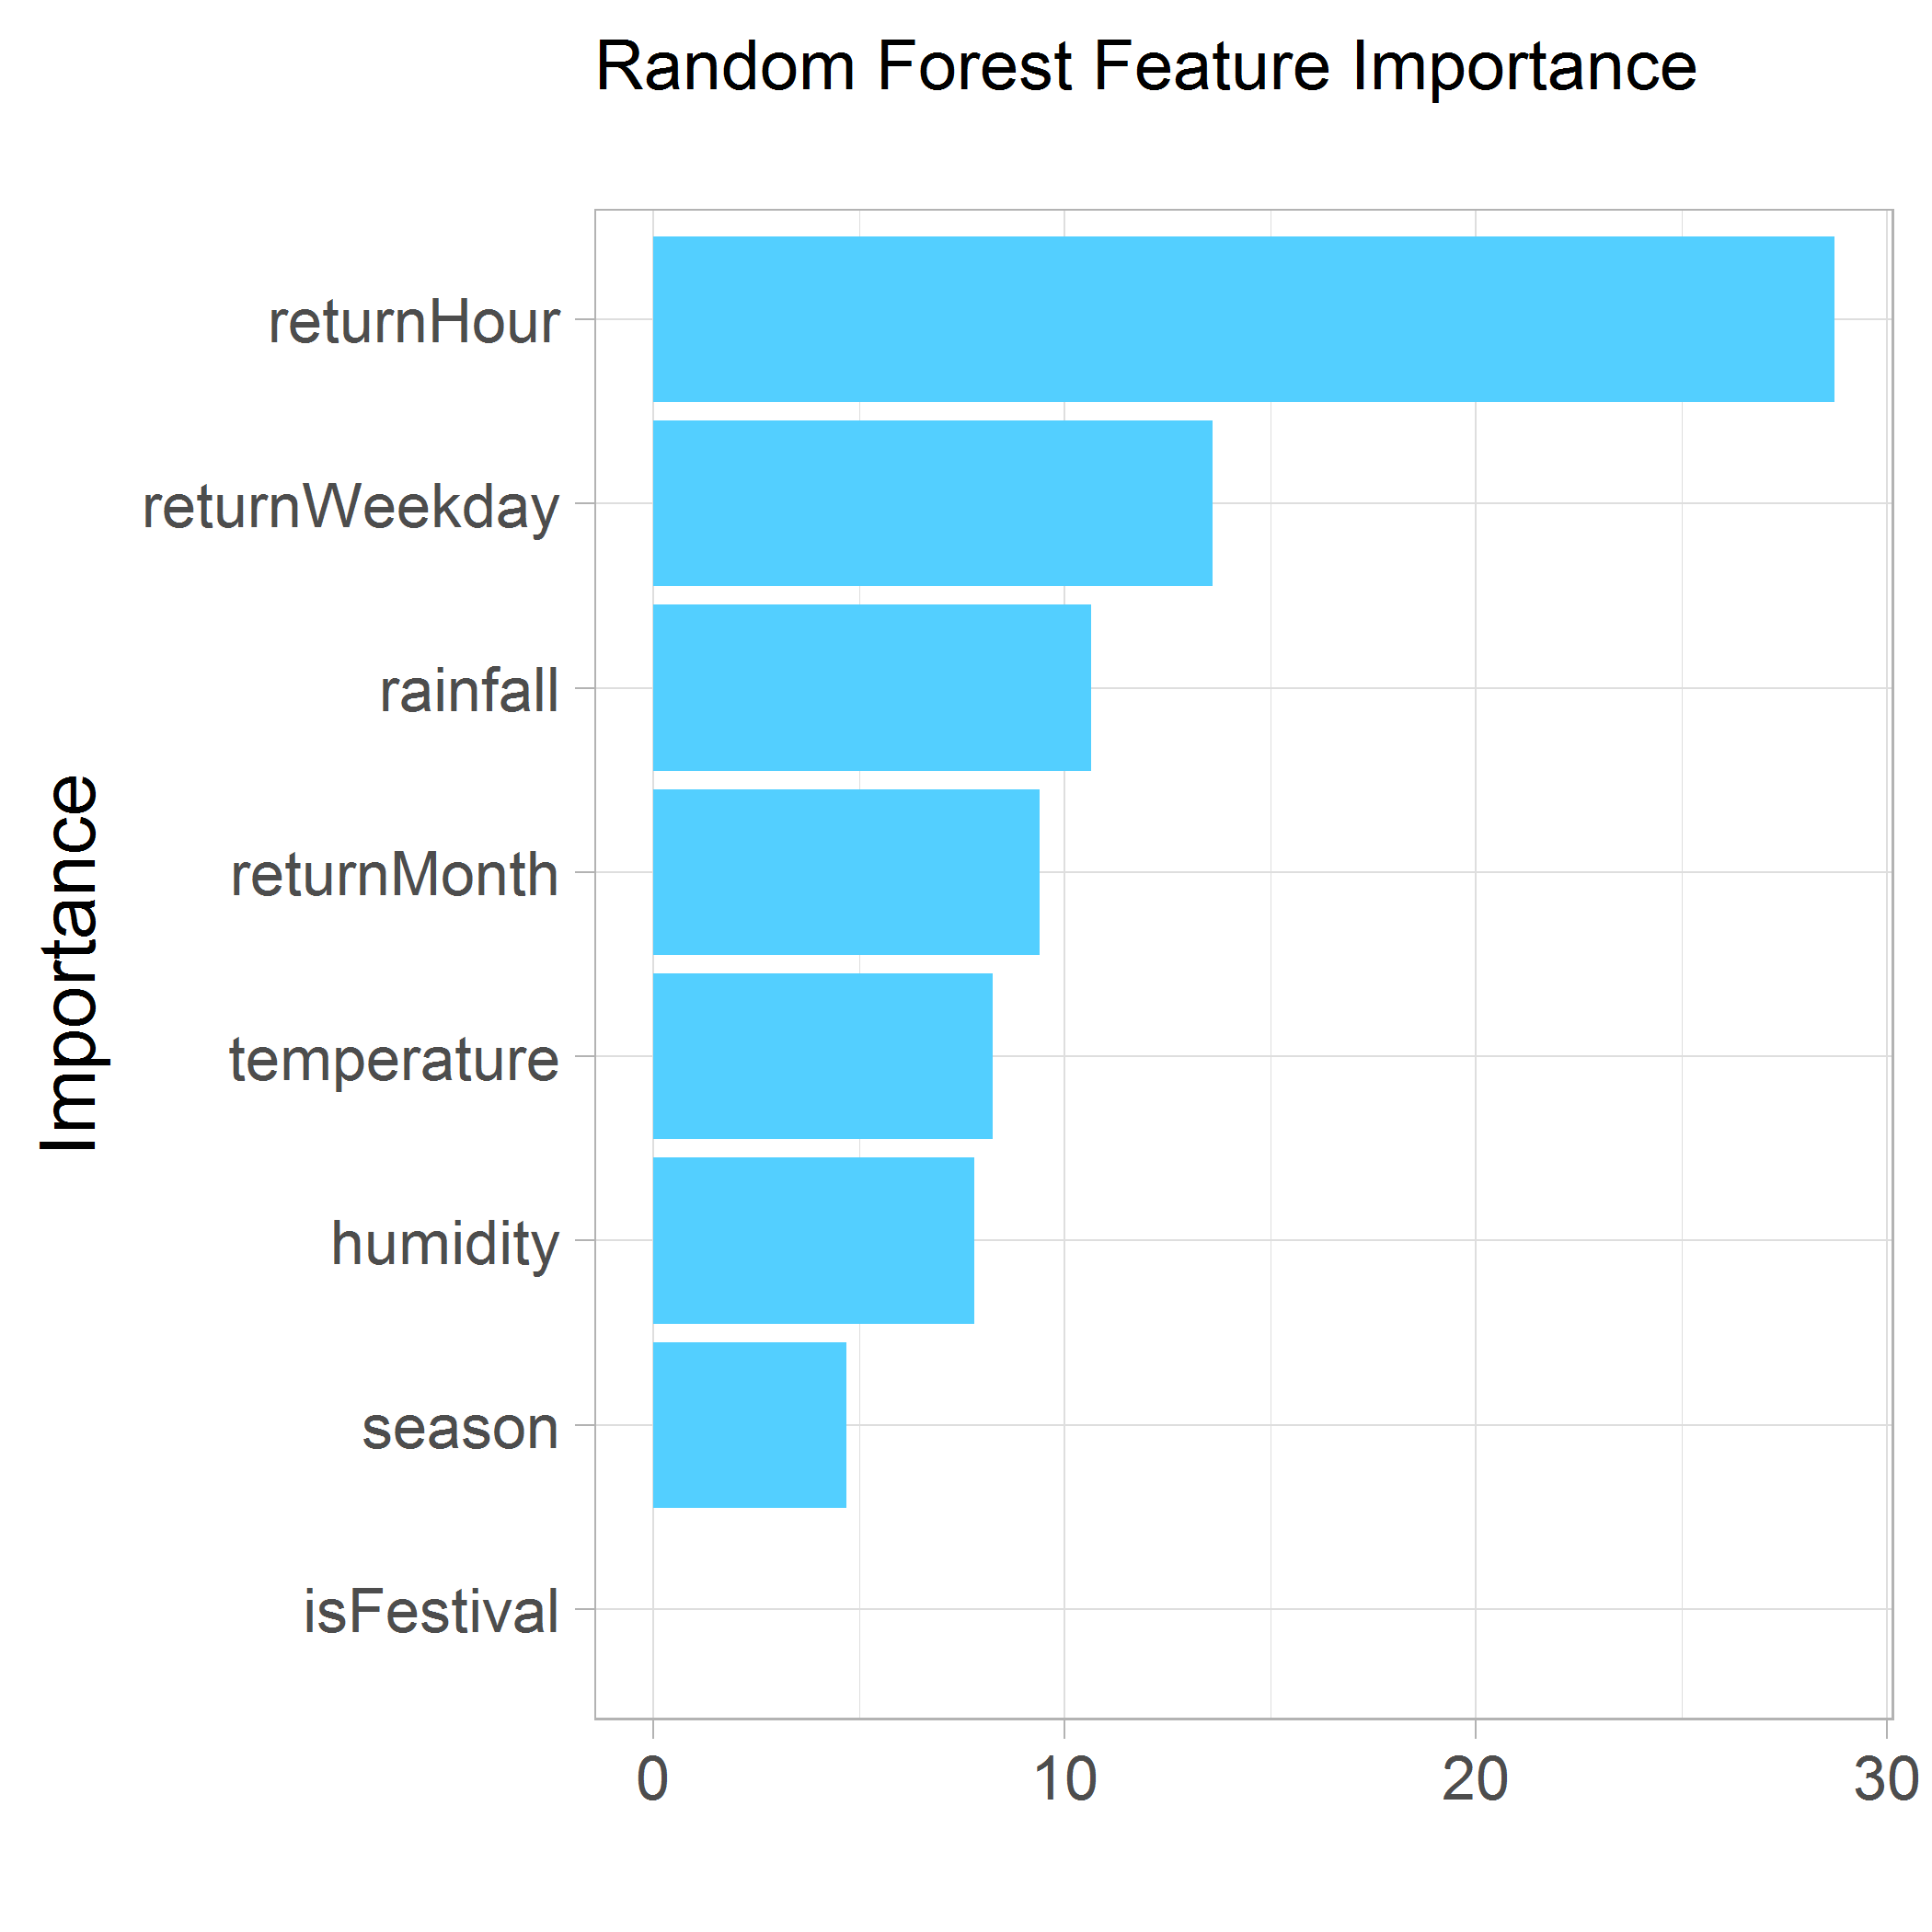 Random Forest Feature Importance
Importance
returnHour
returnWeekday
rainfall
returnMonth
temperature
humidity
season
isFestival
0 10 20 30